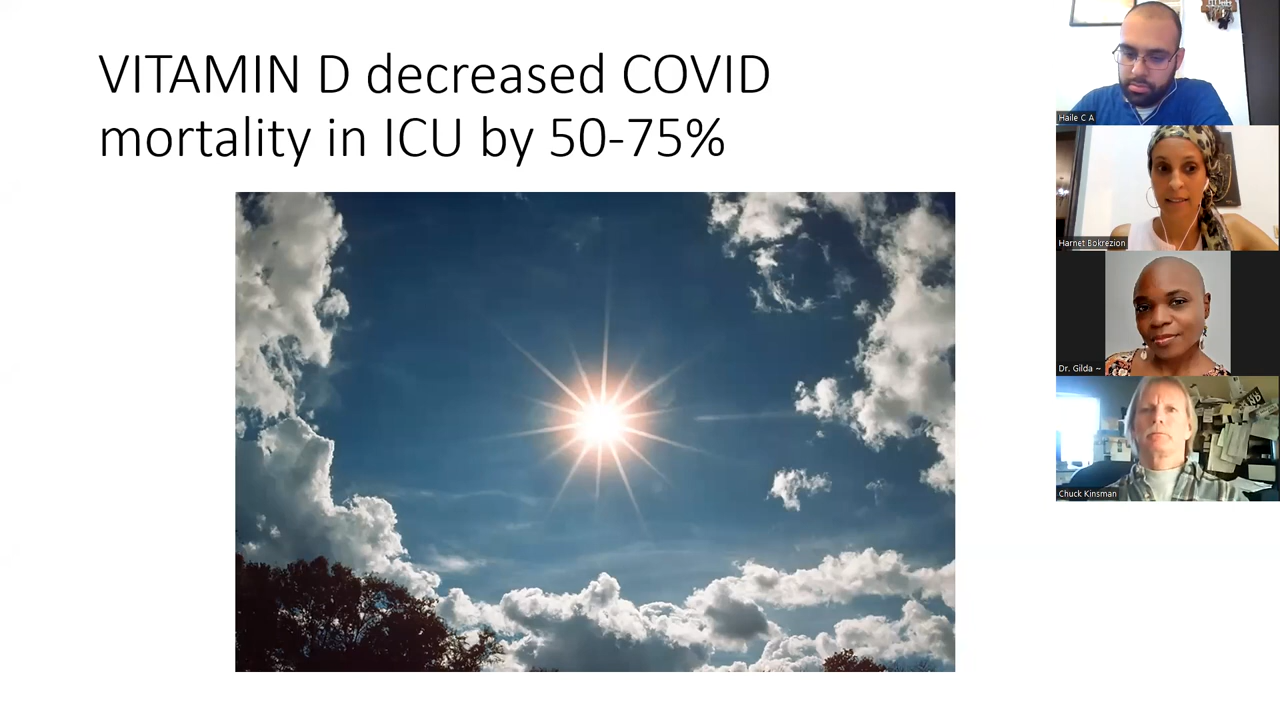 VITAMIN D decreased COVID
mortality in ICU by 50-75%
Haile C A
Harnet Bokrezion
Dr. Gilda ~
Chuck Kinsman